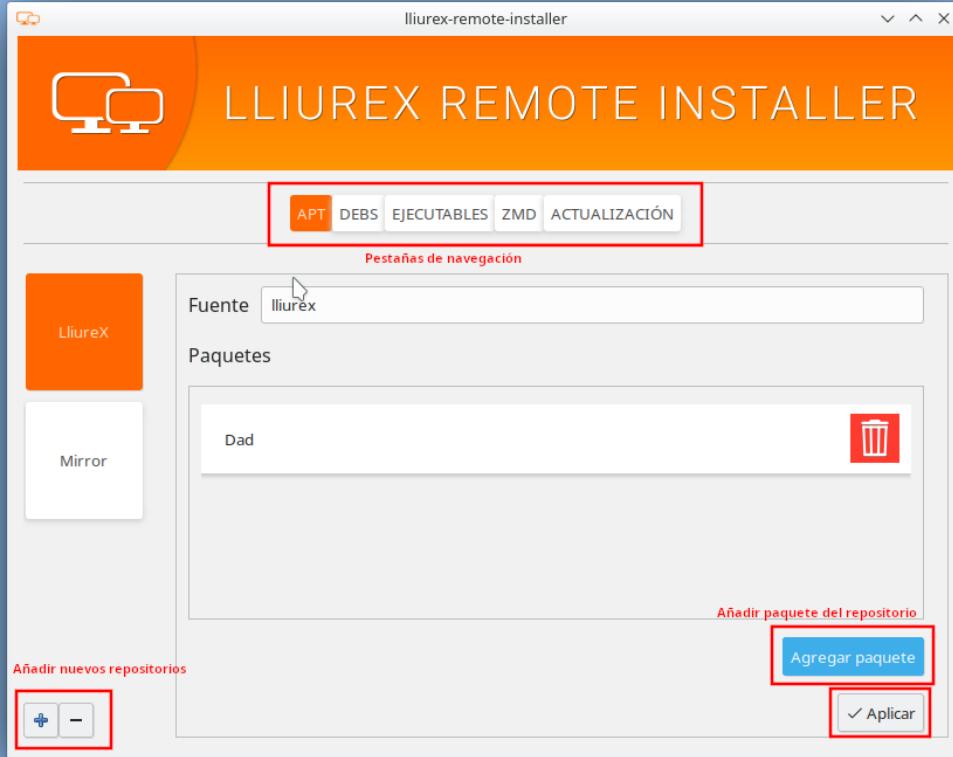 lliurex-remote-installer
LLIUREX REMOTE INSTALLER
APT DEBS EJECUTABLES ZMD ACTUALIZACIÓN
Pestañas de navegación
LliureX
Mirror
Fuente lliurex
Paquetes
Dad
Añadir paquete del repositorio
Agregar paquete
Añadir nuevos repositorios
Aplicar